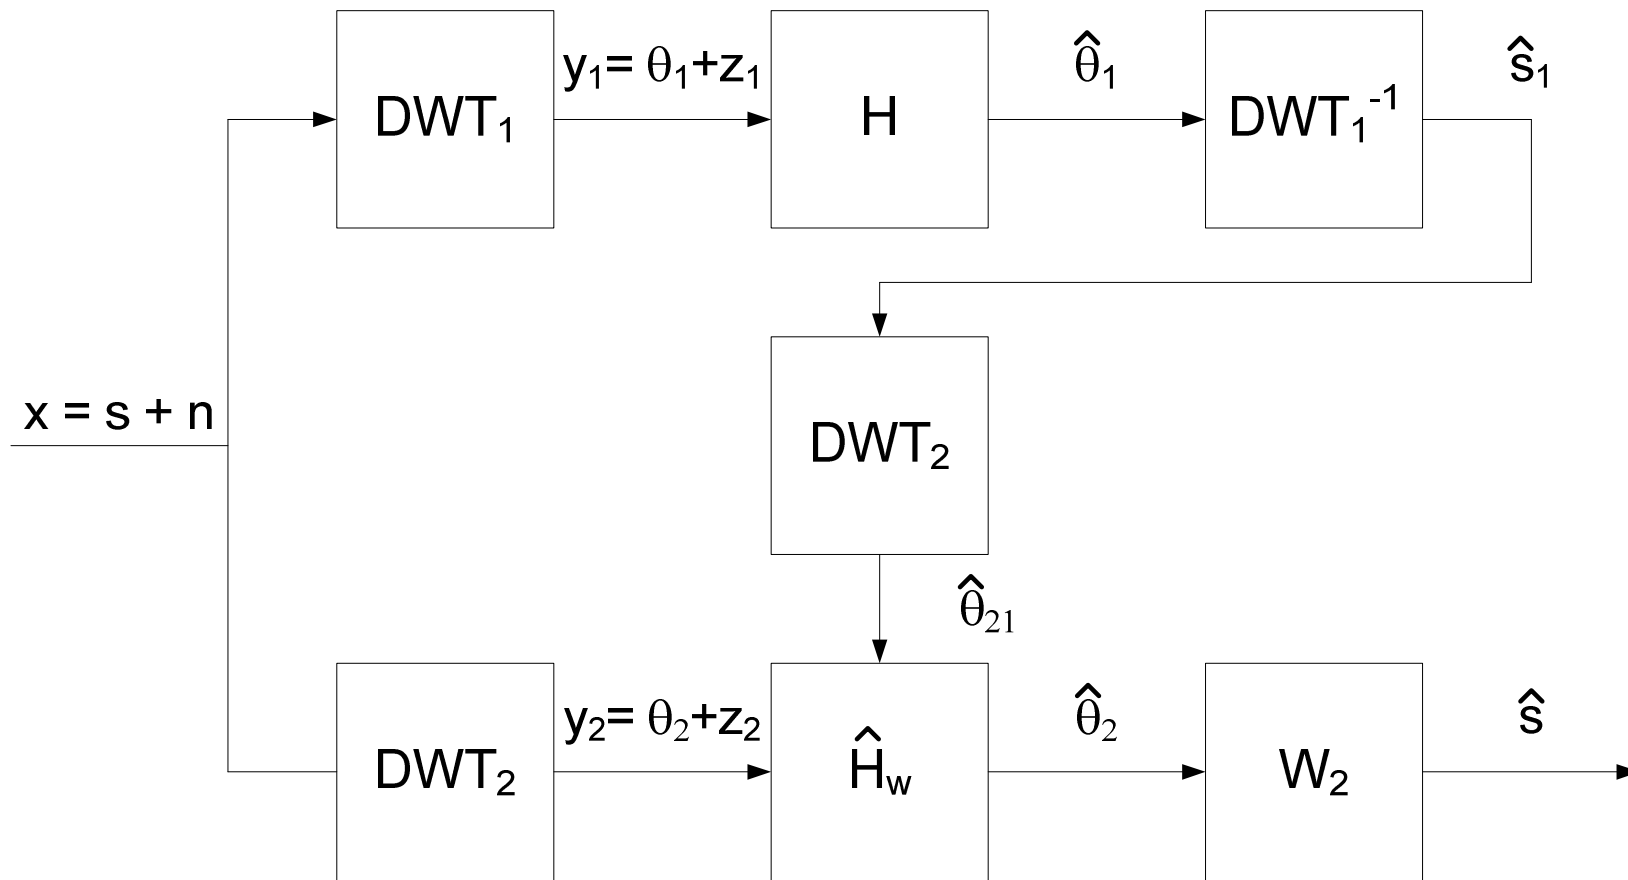 y₁= θ₁+z₁
θ̂₁
ŝ₁
DWT₁
H
DWT₁⁻¹
x = s + n
DWT₂
θ̂₂₁
y₂= θ₂+z₂
θ̂₂
ŝ
DWT₂
Ĥw
W₂